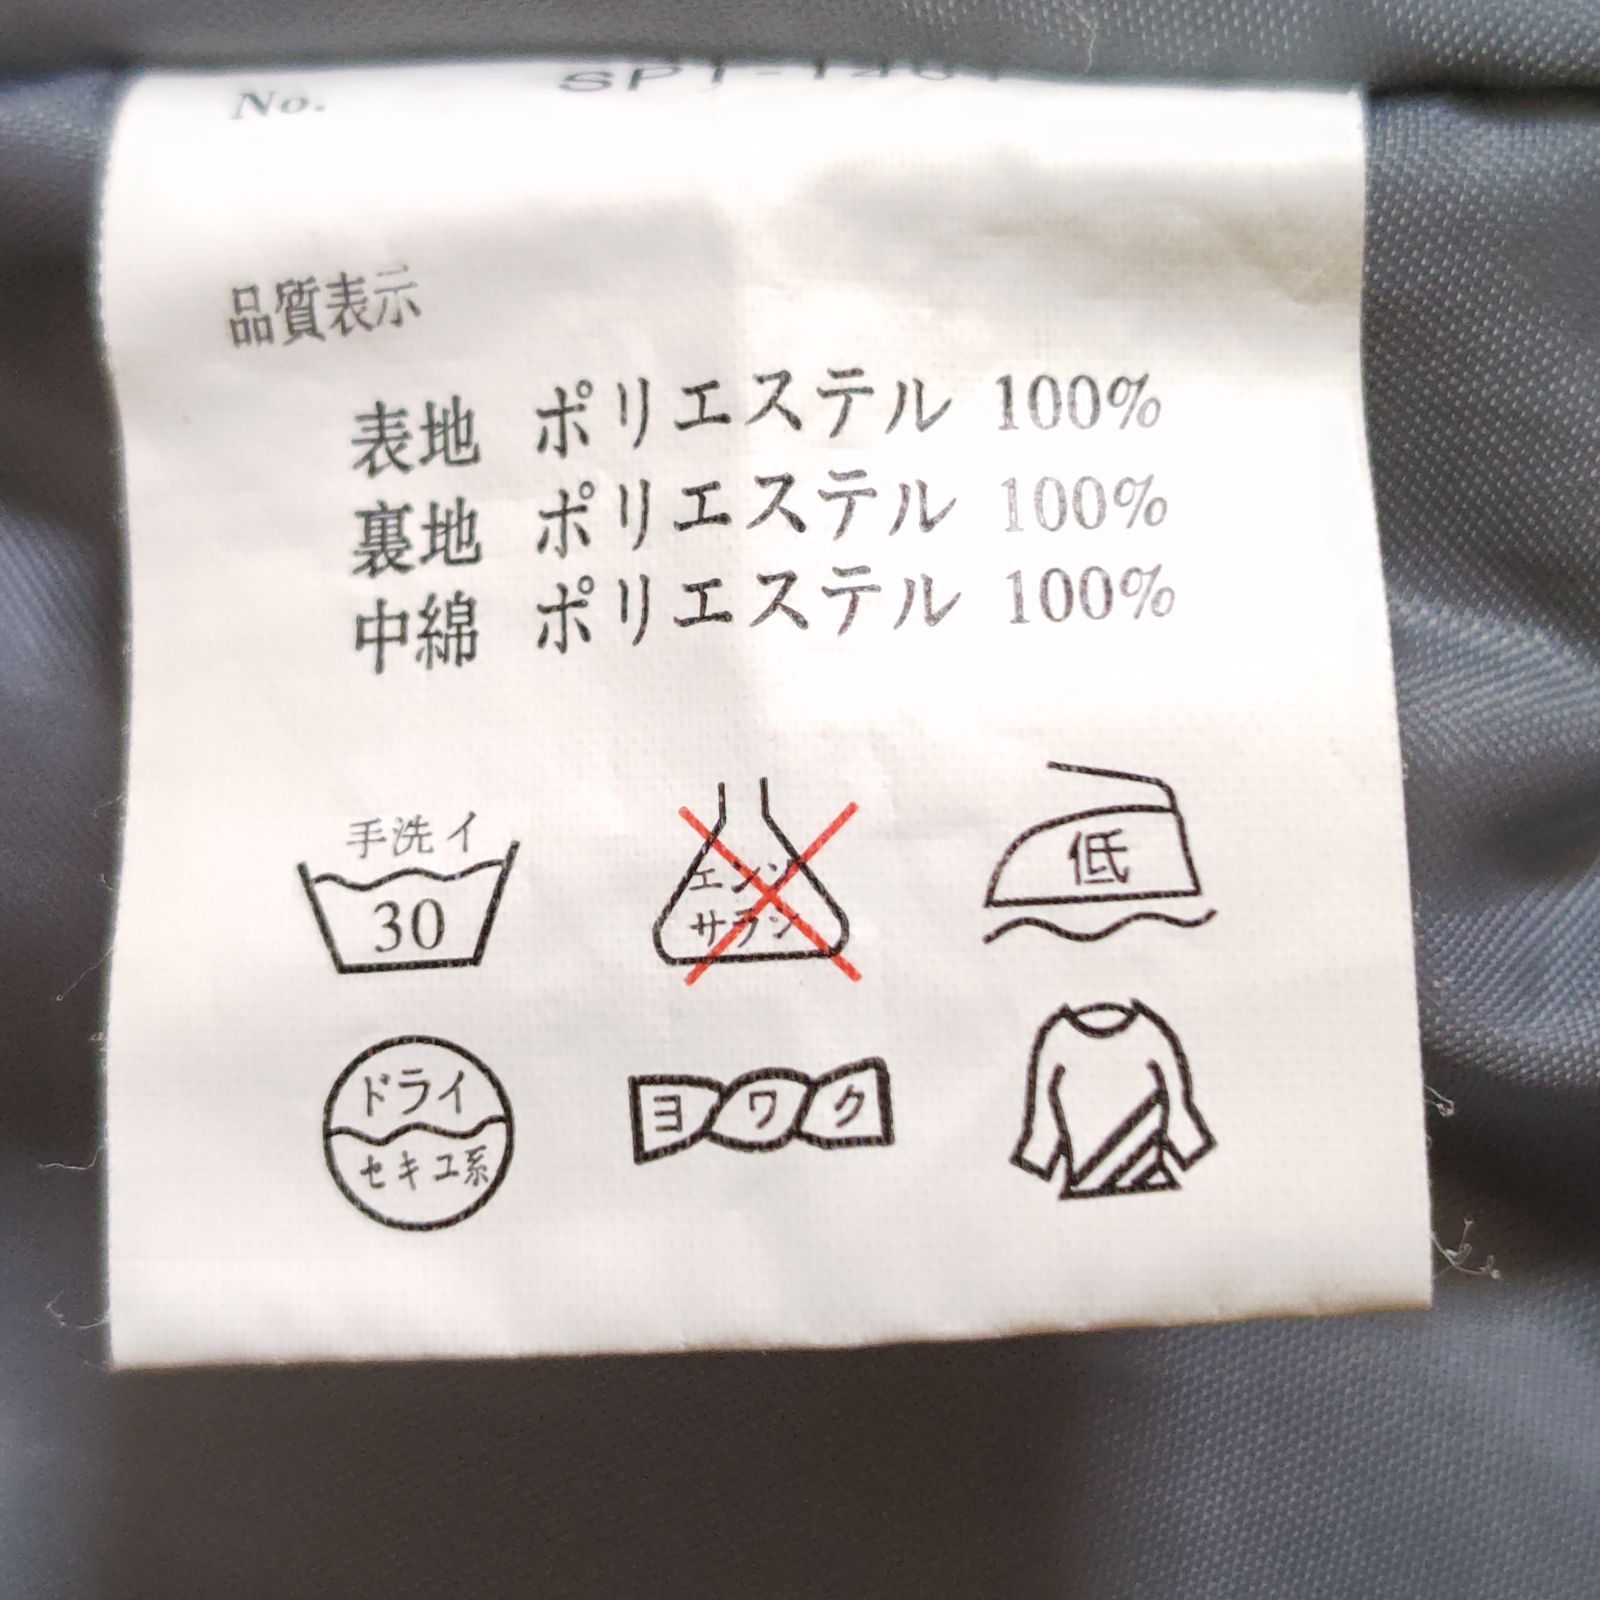 No.
品質表示
表地 ポリエステル 100%
裏地 ポリエステル 100%
中綿 ポリエステル 100%
手洗イ
30
エンソ
サラシ
低
ドライ
セキユ系
ヨワク